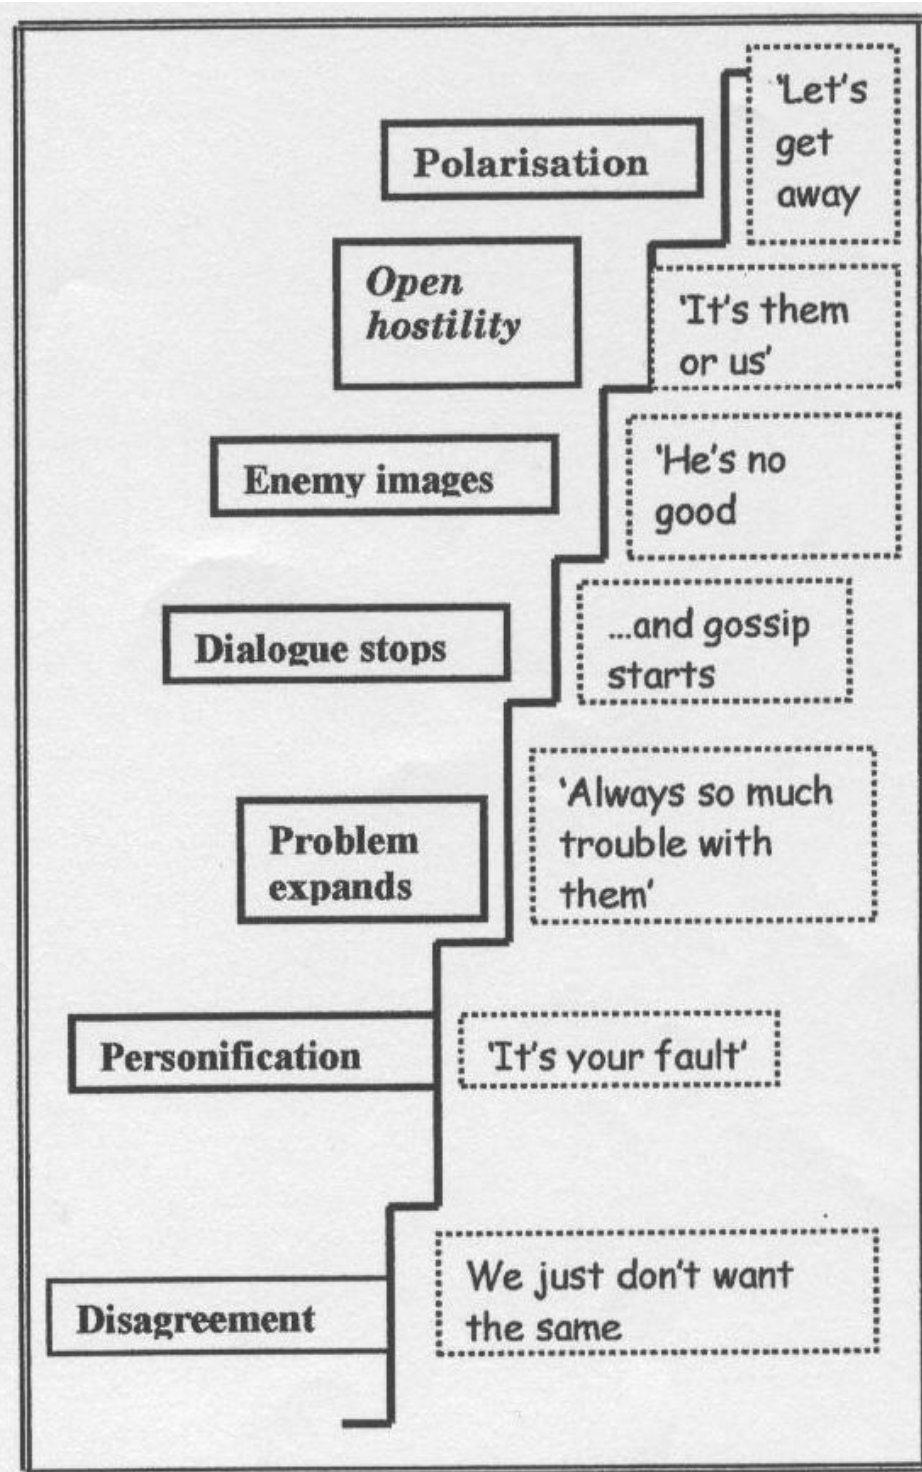 Polarisation
'Let's
get
away
Open
hostility
'It's them
or us'
Enemy images
'He's no
good
Dialogue stops
...and gossip
starts
Problem
expands
'Always so much
trouble with
them'
Personification
'It's your fault'
Disagreement
We just don't want
the same